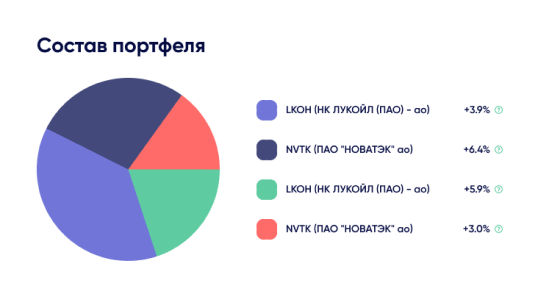 Состав портфеля
LKOH (НК ЛУКОЙЛ (ПАО) - ао) +3.9% ?
NVTK (ПАО "НОВАТЭК" ао) +6.4% ?
LKOH (НК ЛУКОЙЛ (ПАО) - ао) +5.9% ?
NVTK (ПАО "НОВАТЭК" ао) +3.0% ?